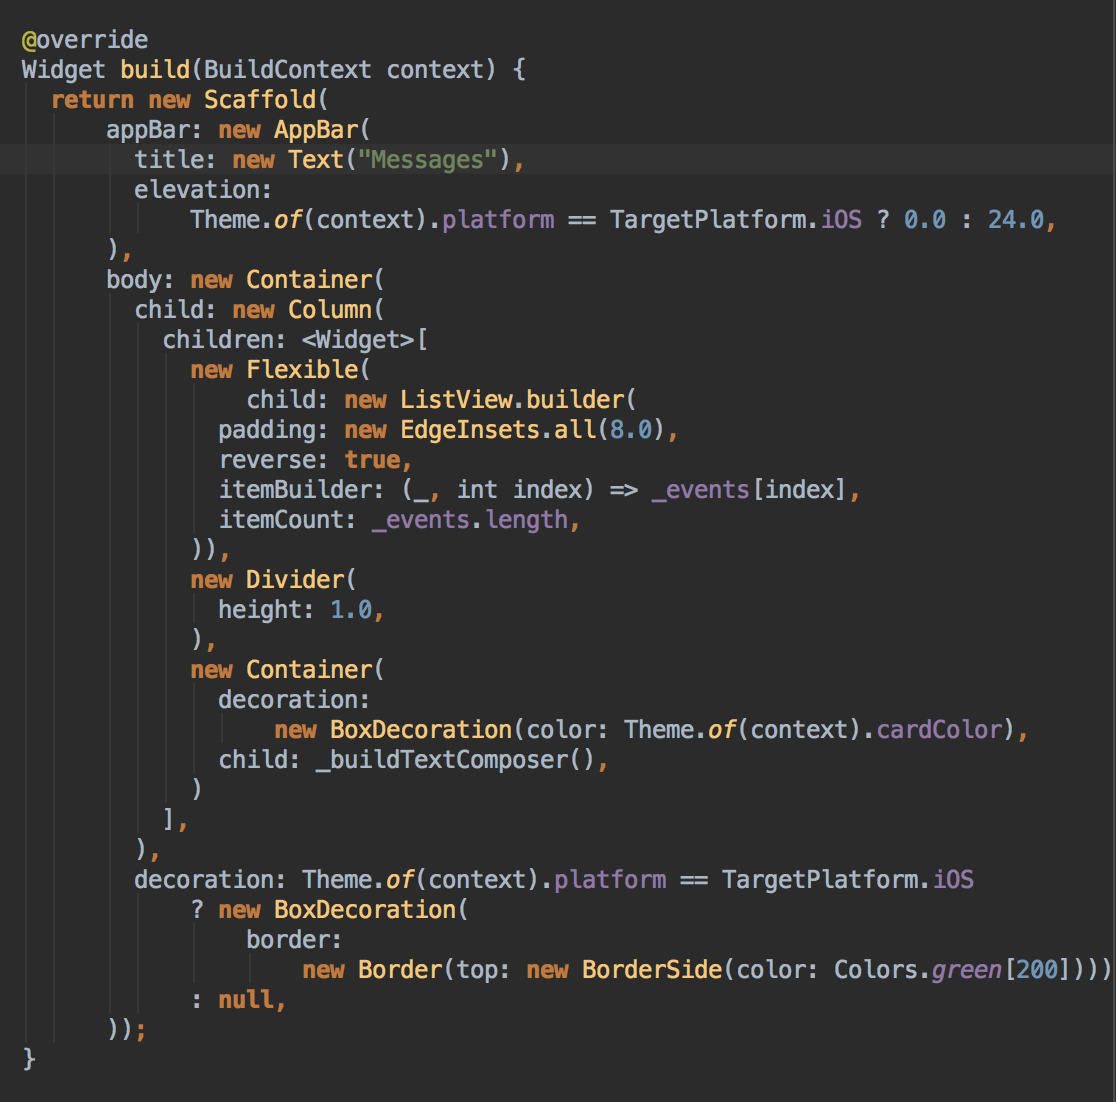 @override
Widget build(BuildContext context) {
  return new Scaffold(
      appBar: new AppBar(
        title: new Text("Messages"),
        elevation:
            Theme.of(context).platform == TargetPlatform.iOS ? 0.0 : 24.0,
      ),
      body: new Container(
        child: new Column(
          children: <Widget>[
            new Flexible(
                child: new ListView.builder(
              padding: new EdgeInsets.all(8.0),
              reverse: true,
              itemBuilder: (_, int index) => _events[index],
              itemCount: _events.length,
            )),
            new Divider(
              height: 1.0,
            ),
            new Container(
              decoration:
                  new BoxDecoration(color: Theme.of(context).cardColor),
              child: _buildTextComposer(),
            )
          ],
        ),
        decoration: Theme.of(context).platform == TargetPlatform.iOS
            ? new BoxDecoration(
                border:
                    new Border(top: new BorderSide(color: Colors.green[200])))
            : null,
      ));
}